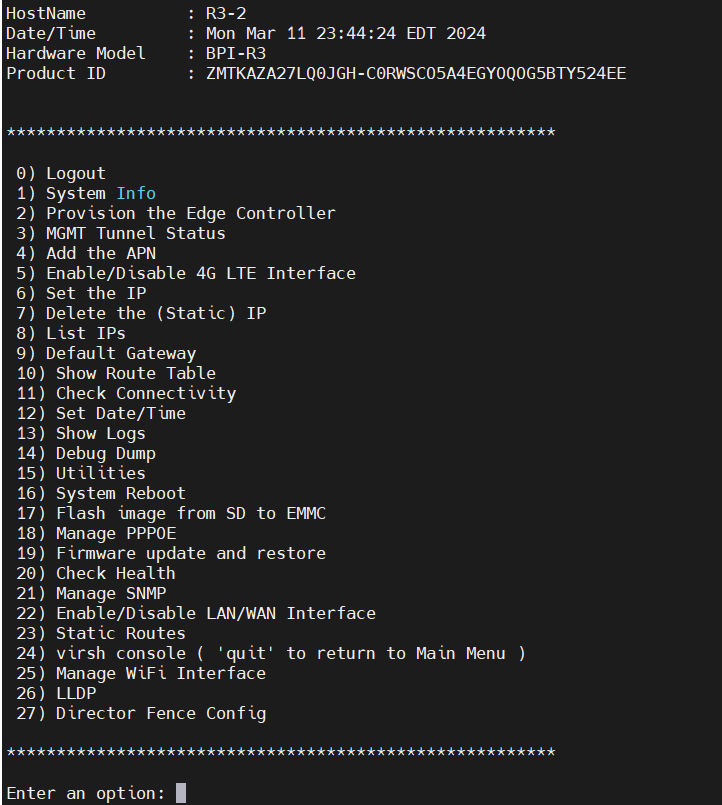 HostName             : R3-2
Date/Time            : Mon Mar 11 23:44:24 EDT 2024
Hardware Model    : BPI-R3
Product ID           : ZMTKAZA27LQ0JGH-C0RWSCO5A4EGYOQOG5BTY524EE
*******************************************************
0) Logout
1) System Info
2) Provision the Edge Controller
3) MGMT Tunnel Status
4) Add the APN
5) Enable/Disable 4G LTE Interface
6) Set the IP
7) Delete the (Static) IP
8) List IPs
9) Default Gateway
10) Show Route Table
11) Check Connectivity
12) Set Date/Time
13) Show Logs
14) Debug Dump
15) Utilities
16) System Reboot
17) Flash image from SD to EMMC
18) Manage PPPOE
19) Firmware update and restore
20) Check Health
21) Manage SNMP
22) Enable/Disable LAN/WAN Interface
23) Static Routes
24) virsh console ( 'quit' to return to Main Menu )
25) Manage WiFi Interface
26) LLDP
27) Director Fence Config
*******************************************************
Enter an option: